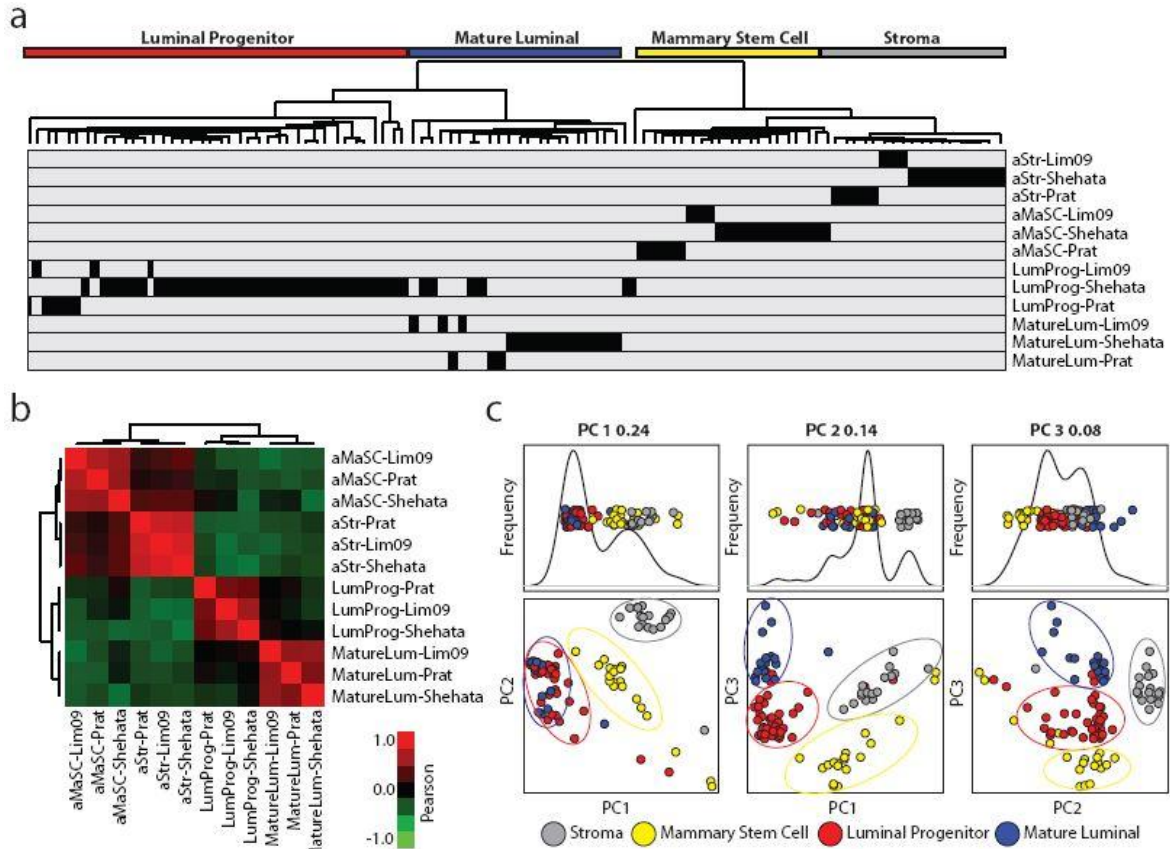 a
Luminal Progenitor Mature Luminal Mammary Stem Cell Stroma
aStr-Lim09
aStr-Shehata
aStr-Prat
aMaSC-Lim09
aMaSC-Shehata
aMaSC-Prat
LumProg-Lim09
LumProg-Shehata
LumProg-Prat
MatureLum-Lim09
MatureLum-Shehata
MatureLum-Prat
b
aMaSC-Lim09
aMaSC-Prat
aMaSC-Shehata
aStr-Prat
aStr-Lim09
aStr-Shehata
LumProg-Prat
LumProg-Lim09
LumProg-Shehata
MatureLum-Lim09
MatureLum-Prat
MatureLum-Shehata
aMaSC-Lim09
aMaSC-Prat
aMaSC-Shehata
aStr-Prat
aStr-Lim09
aStr-Shehata
LumProg-Prat
LumProg-Lim09
LumProg-Shehata
MatureLum-Lim09
MatureLum-Prat
MatureLum-Shehata
1.0
0.0
-1.0
Pearson
c
PC 1 0.24 PC 2 0.14 PC 3 0.08
Frequency Frequency Frequency
PC2 PC3 PC3
PC1 PC1 PC2
Stroma Mammary Stem Cell Luminal Progenitor Mature Luminal